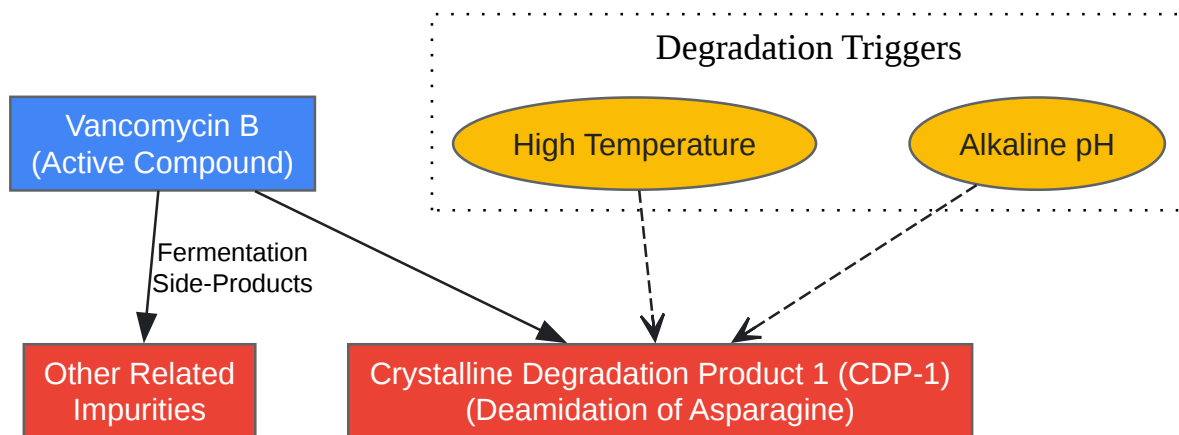 Degradation Triggers
Vancomycin B
(Active Compound)
High Temperature
Alkaline pH
Fermentation
Side-Products
Other Related
Impurities
Crystalline Degradation Product 1 (CDP-1)
(Deamidation of Asparagine)